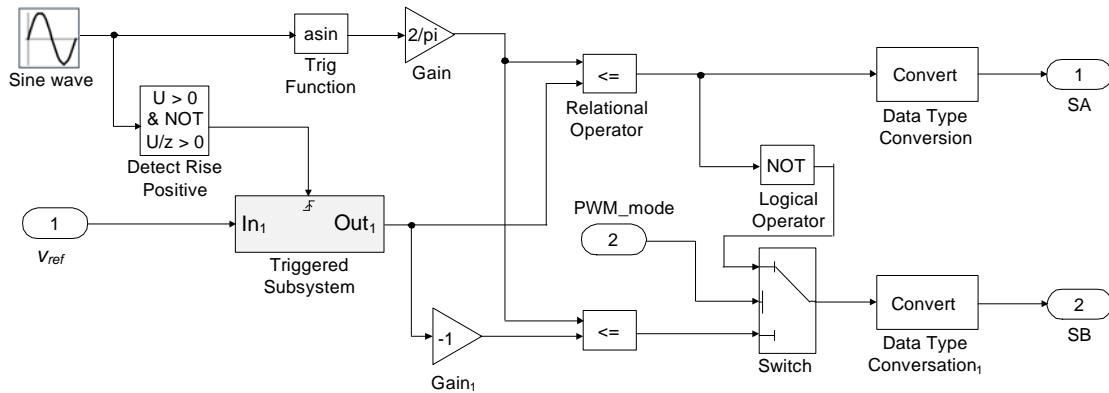 Sine wave
asin
Trig
Function
2/pi
Gain
<=
Relational
Operator
Convert
Data Type
Conversion
1
SA
U > 0
& NOT
U/z > 0
Detect Rise
Positive
NOT
Logical
Operator
1
v_ref
In₁ Out₁
Triggered
Subsystem
PWM_mode
2
-1
Gain₁
<=
Switch
Convert
Data Type
Conversation₁
2
SB